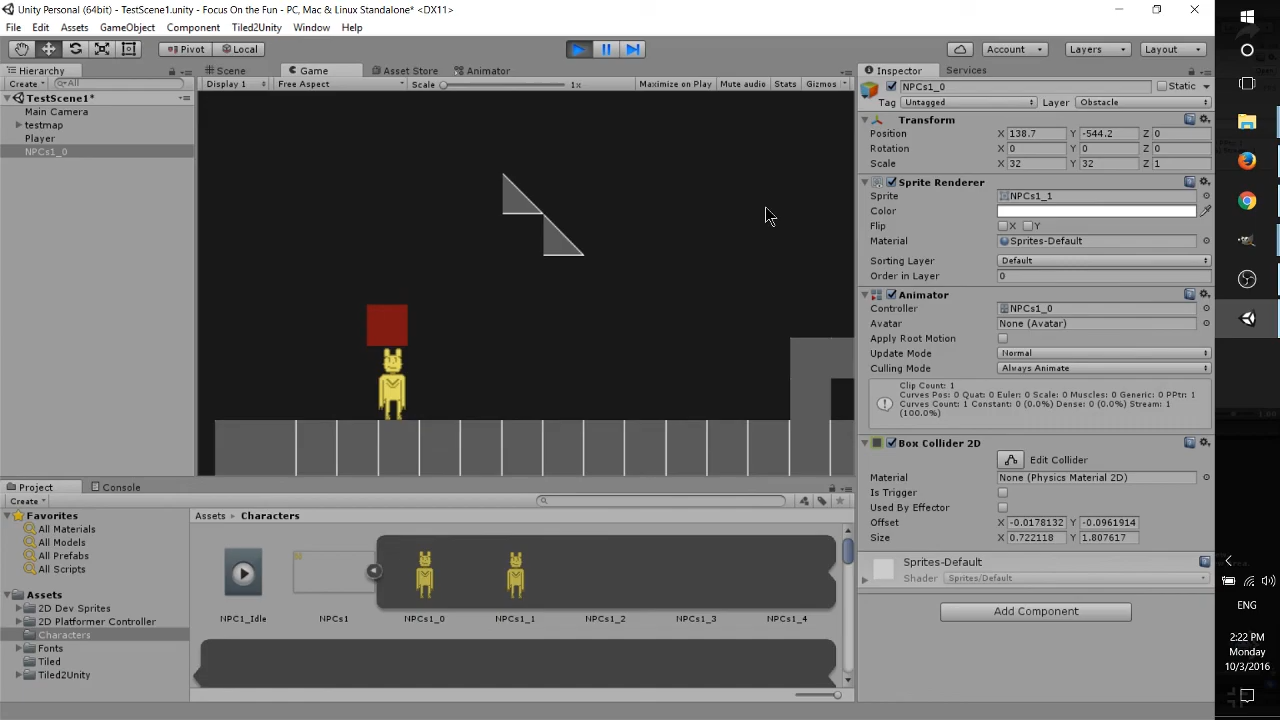 Unity Personal (64bit) - TestScene1.unity - Focus On the Fun - PC, Mac & Linux Standalone* <DX11>
File Edit Assets GameObject Component Tiled2Unity Window Help
Pivot Local Account Layers Layout
Hierarchy
Create All
TestScene1*
Main Camera
testmap
Player
NPCs1_0
Scene Game Asset Store Animator
Display 1 Free Aspect Scale 1x Maximize on Play Mute audio Stats Gizmos
Inspector Services
NPCs1_0 Static
Tag Untagged Layer Obstacle
Transform
Position X 138.7 Y -544.2 Z 0
Rotation X 0 Y 0 Z 0
Scale X 32 Y 32 Z 1
Sprite Renderer
Sprite NPCs1_1
Color
Flip X Y
Material Sprites-Default
Sorting Layer Default
Order in Layer 0
Animator
Controller NPCs1_0
Avatar None (Avatar)
Apply Root Motion
Update Mode Normal
Culling Mode Always Animate
Clip Count: 1
Curves Pos: 0 Quat: 0 Euler: 0 Scale: 0 Muscles: 0 Generic: 0 PPtr: 1
Curves Count: 1 Constant: 0 (0.0%) Dense: 0 (0.0%) Stream: 1
(100.0%)
Box Collider 2D
Edit Collider
Material None (Physics Material 2D)
Is Trigger
Used By Effector
Offset X -0.0178132 Y -0.0961914
Size X 0.722118 Y 1.807617
Sprites-Default
Shader Sprites/Default
Add Component
Project Console
Create
Favorites
All Materials
All Models
All Prefabs
All Scripts
Assets
2D Dev Sprites
2D Platformer Controller
Characters
Fonts
Tiled
Tiled2Unity
Assets Characters
NPC1_Idle NPCs1 NPCs1_0 NPCs1_1 NPCs1_2 NPCs1_3 NPCs1_4
ENG
2:22 PM
Monday
10/3/2016